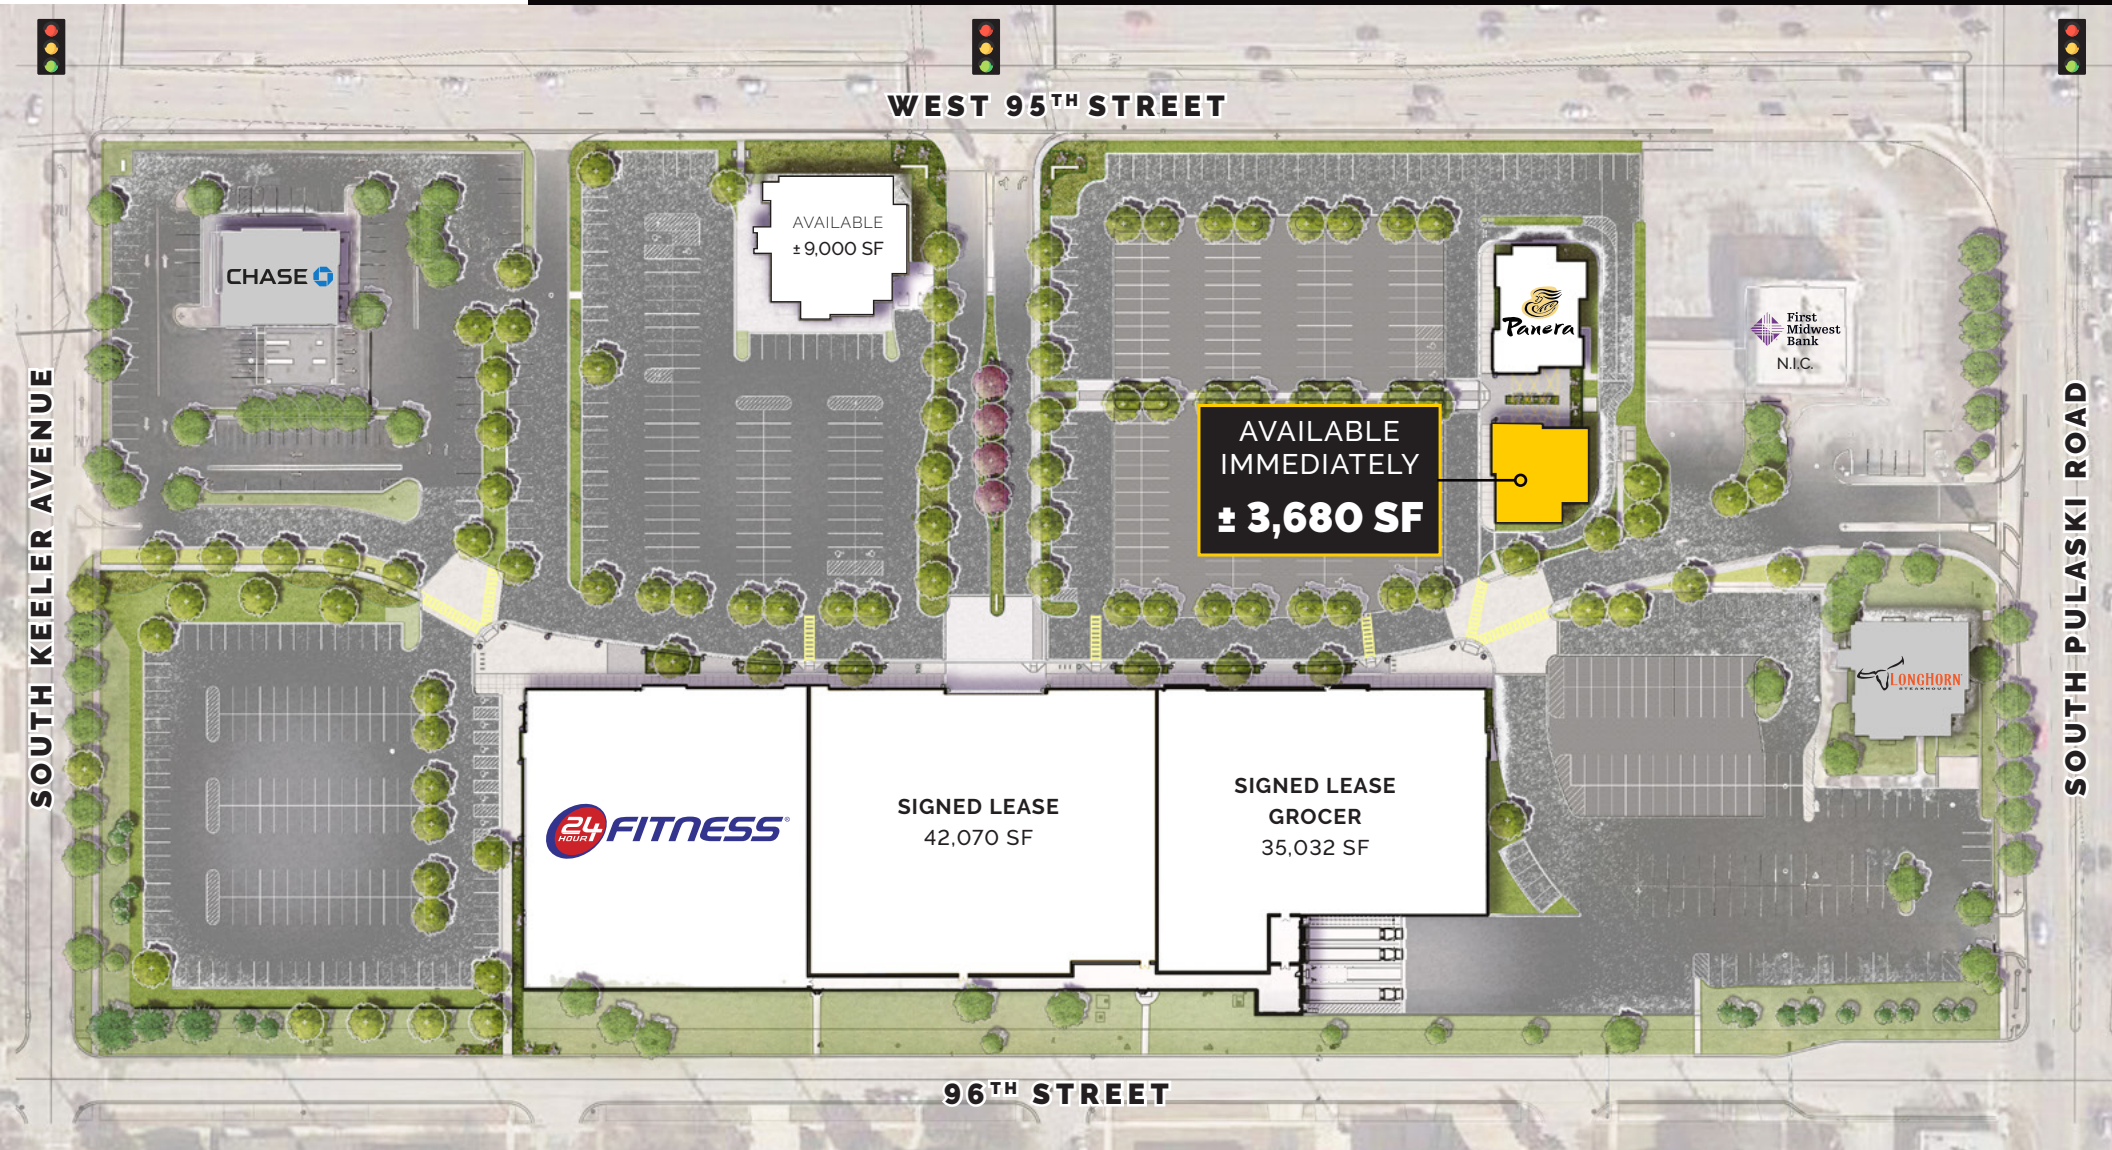 WEST 95TH STREET
AVAILABLE
± 9,000 SF
CHASE
Panera
First
Midwest
Bank
N.I.C.
AVAILABLE
IMMEDIATELY
± 3,680 SF
SOUTH KEELER AVENUE
SOUTH PULASKI ROAD
LONGHORN
STEAKHOUSE
24
HOUR
FITNESS
SIGNED LEASE
42,070 SF
SIGNED LEASE
GROCER
35,032 SF
96TH STREET